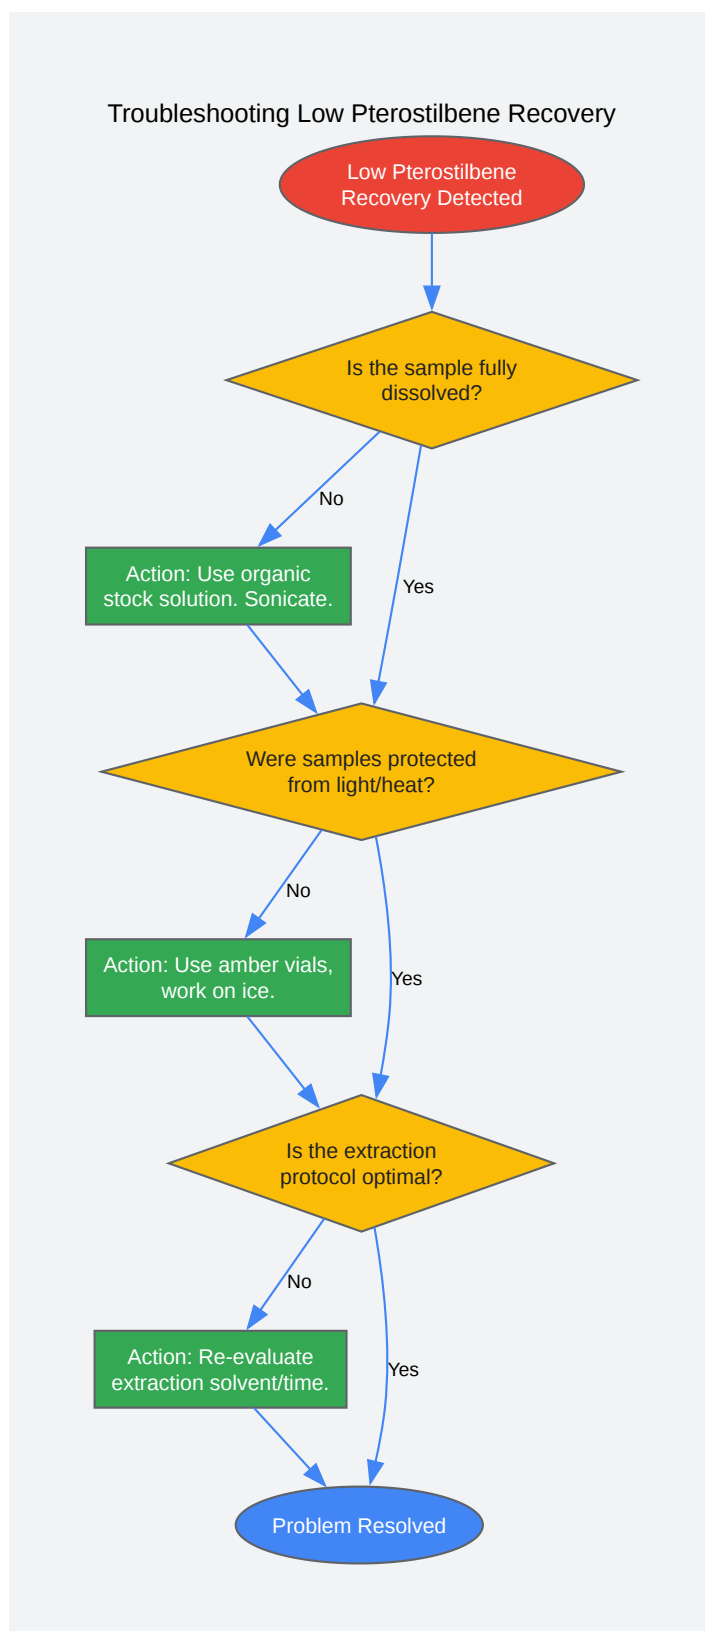 Troubleshooting Low Pterostilbene Recovery
Low Pterostilbene
Recovery Detected
Is the sample fully
dissolved?
No
Action: Use organic
stock solution. Sonicate.
Yes
Were samples protected
from light/heat?
No
Action: Use amber vials,
work on ice.
Yes
Is the extraction
protocol optimal?
No
Action: Re-evaluate
extraction solvent/time.
Yes
Problem Resolved